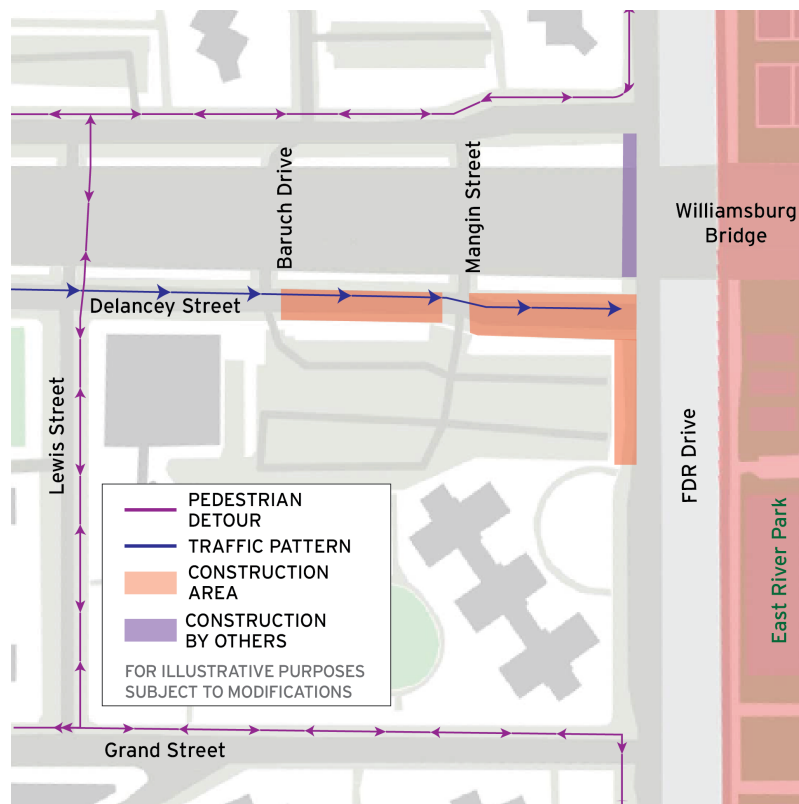 Baruch Drive
Mangin Street
Williamsburg
Bridge
Delancey Street
Lewis Street
FDR Drive
East River Park
PEDESTRIAN
DETOUR
TRAFFIC PATTERN
CONSTRUCTION
AREA
CONSTRUCTION
BY OTHERS
FOR ILLUSTRATIVE PURPOSES
SUBJECT TO MODIFICATIONS
Grand Street